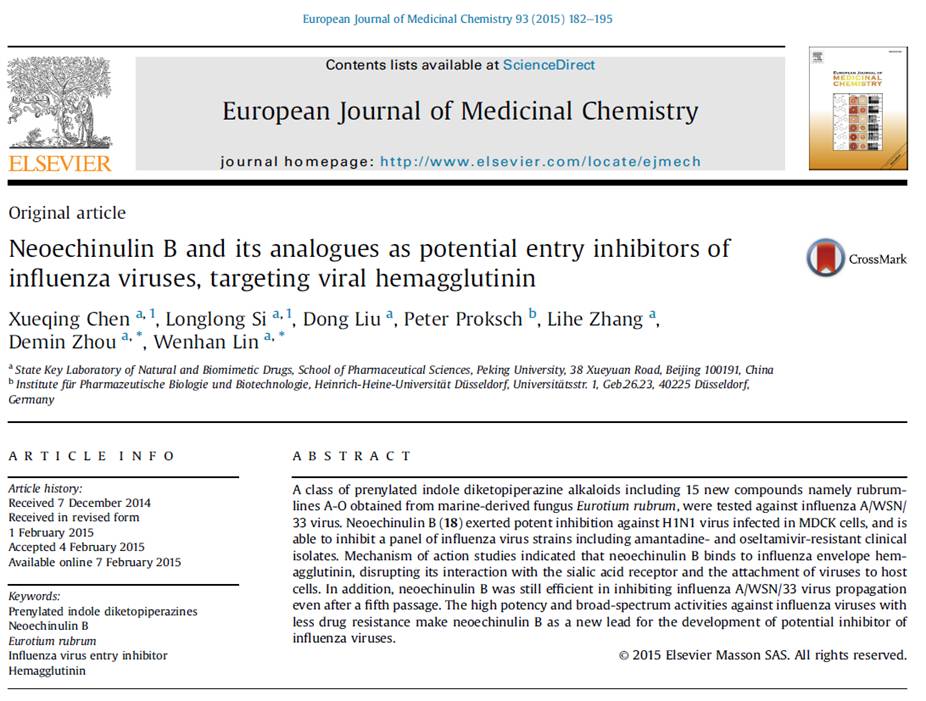 European Journal of Medicinal Chemistry 93 (2015) 182–195
Contents lists available at ScienceDirect
European Journal of Medicinal Chemistry
journal homepage: http://www.elsevier.com/locate/ejmech
ELSEVIER
EUROPEAN JOURNAL OF
MEDICINAL
CHEMISTRY
Original article
Neoechinulin B and its analogues as potential entry inhibitors of
influenza viruses, targeting viral hemagglutinin
CrossMark
Xueqing Chen a, 1, Longlong Si a, 1, Dong Liu a, Peter Proksch b, Lihe Zhang a,
Demin Zhou a, *, Wenhan Lin a, *
a State Key Laboratory of Natural and Biomimetic Drugs, School of Pharmaceutical Sciences, Peking University, 38 Xueyuan Road, Beijing 100191, China
b Institute für Pharmazeutische Biologie und Biotechnologie, Heinrich-Heine-Universität Düsseldorf, Universitätsstr. 1, Geb.26.23, 40225 Düsseldorf,
Germany
ARTICLE INFO
Article history:
Received 7 December 2014
Received in revised form
1 February 2015
Accepted 4 February 2015
Available online 7 February 2015
Keywords:
Prenylated indole diketopiperazines
Neoechinulin B
Eurotium rubrum
Influenza virus entry inhibitor
Hemagglutinin
ABSTRACT
A class of prenylated indole diketopiperazine alkaloids including 15 new compounds namely rubrum-
lines A-O obtained from marine-derived fungus Eurotium rubrum, were tested against influenza A/WSN/
33 virus. Neoechinulin B (18) exerted potent inhibition against H1N1 virus infected in MDCK cells, and is
able to inhibit a panel of influenza virus strains including amantadine- and oseltamivir-resistant clinical
isolates. Mechanism of action studies indicated that neoechinulin B binds to influenza envelope hem-
agglutinin, disrupting its interaction with the sialic acid receptor and the attachment of viruses to host
cells. In addition, neoechinulin B was still efficient in inhibiting influenza A/WSN/33 virus propagation
even after a fifth passage. The high potency and broad-spectrum activities against influenza viruses with
less drug resistance make neoechinulin B as a new lead for the development of potential inhibitor of
influenza viruses.
© 2015 Elsevier Masson SAS. All rights reserved.